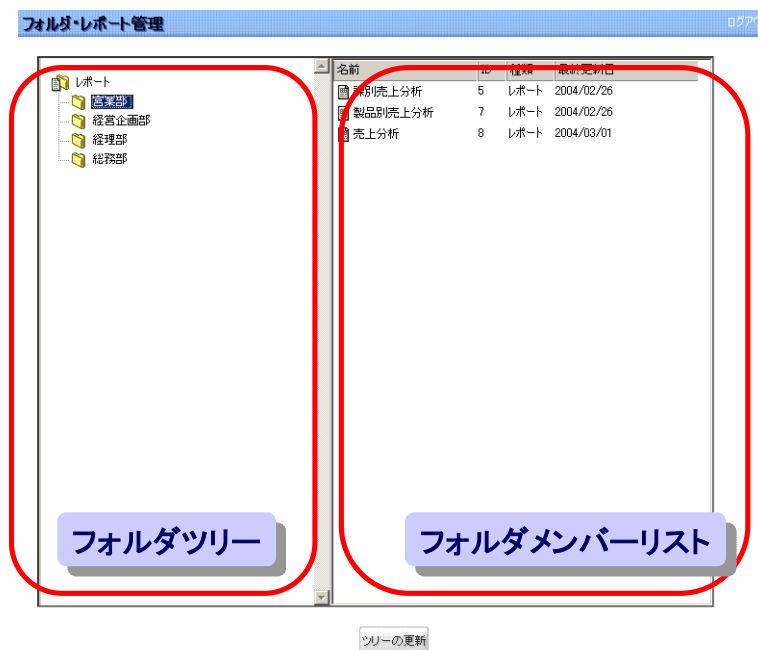 フォルダ・レポート管理
ログアウ
名前 ID 種類 最終更新日
レポート
営業部
経営企画部
経理部
総務部
課別売上分析 5 レポート 2004/02/26
製品別売上分析 7 レポート 2004/02/26
売上分析 8 レポート 2004/03/01
フォルダツリー
フォルダメンバーリスト
ツリーの更新